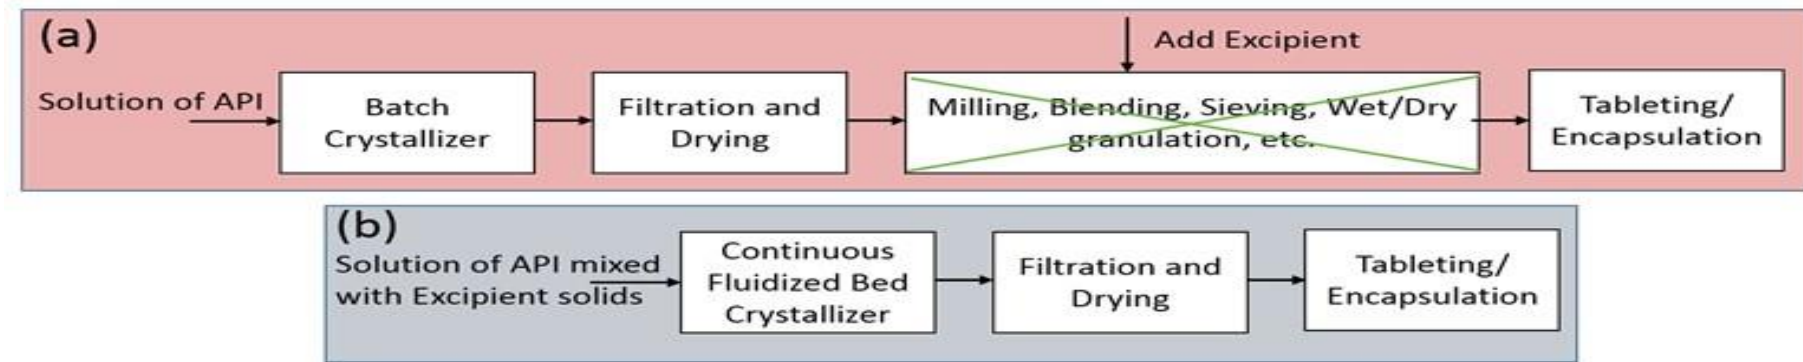 (a)
Add Excipient
Solution of API
Batch
Crystallizer
Filtration and
Drying
Milling, Blending, Sieving, Wet/Dry
granulation, etc.
Tableting/
Encapsulation
(b)
Solution of API mixed
with Excipient solids
Continuous
Fluidized Bed
Crystallizer
Filtration and
Drying
Tableting/
Encapsulation